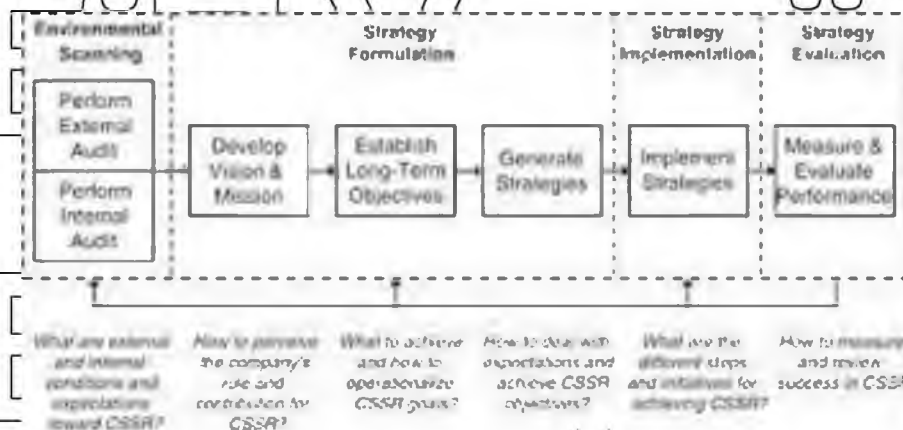 Environmental
Scanning
Strategy
Formulation
Strategy
Implementation
Strategy
Evaluation
Perform
External
Audit
Perform
Internal
Audit
Develop
Vision &
Mission
Establish
Long-Term
Objectives
Generate
Strategies
Implement
Strategies
Measure &
Evaluate
Performance
What are external
and internal
conditions and
expectations
toward CSSR?
How to perceive
the company's
role and
contribution for
CSSR?
What to achieve
and how to
operationalize
CSSR goals?
How to deal with
expectations and
achieve CSSR
objectives?
What are the
different steps
and initiatives for
achieving CSSR?
How to measure
and review
success in CSSR